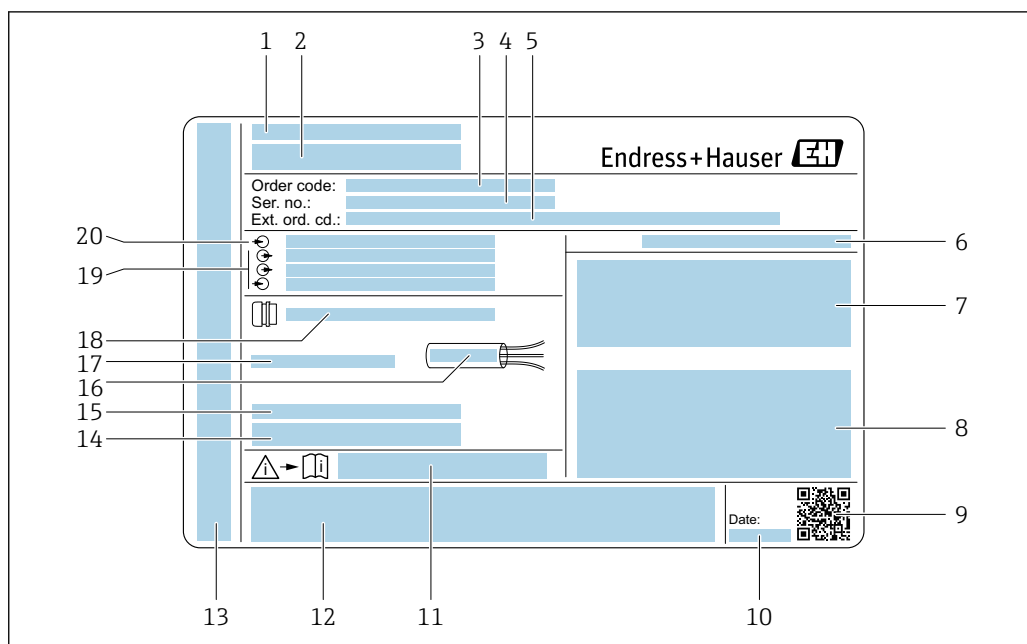 1 2 3 4 5
Endress+Hauser EH
Order code:
Ser. no.:
Ext. ord. cd.:
20
6
19
7
i i
18
17
16
15
14
8
9
Date:
13 12 11 10